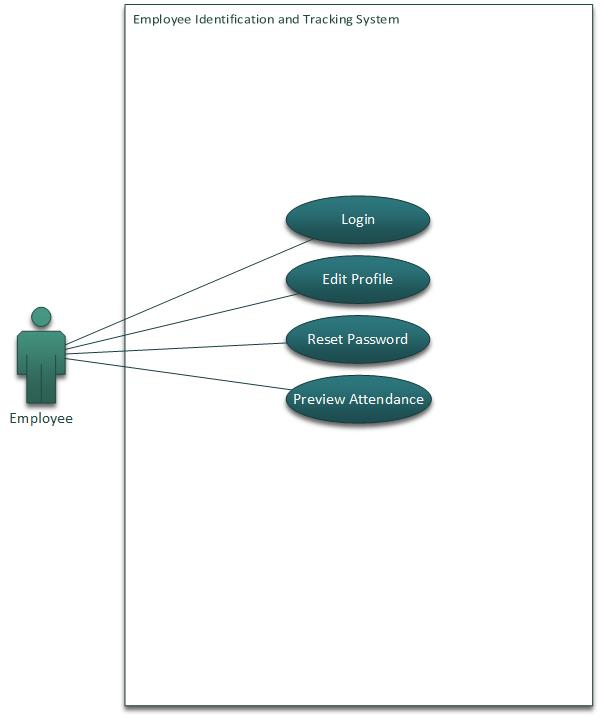 Employee Identification and Tracking System
Login
Edit Profile
Reset Password
Preview Attendance
Employee